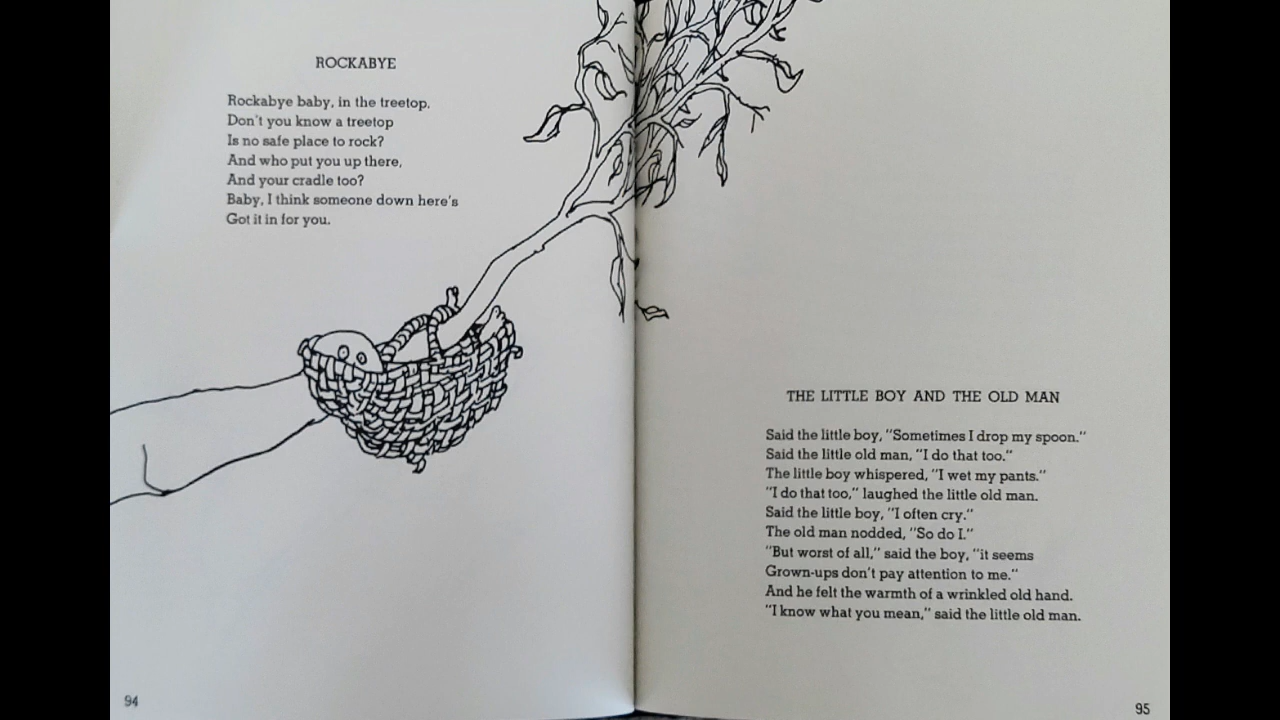 ROCKABYE
Rockabye baby, in the treetop,
Don't you know a treetop
Is no safe place to rock?
And who put you up there,
And your cradle too?
Baby, I think someone down here's
Got it in for you.
94
THE LITTLE BOY AND THE OLD MAN
Said the little boy, "Sometimes I drop my spoon."
Said the little old man, "I do that too."
The little boy whispered, "I wet my pants."
"I do that too," laughed the little old man.
Said the little boy, "I often cry."
The old man nodded, "So do I."
"But worst of all," said the boy, "it seems
Grown-ups don't pay attention to me."
And he felt the warmth of a wrinkled old hand.
"I know what you mean," said the little old man.
95